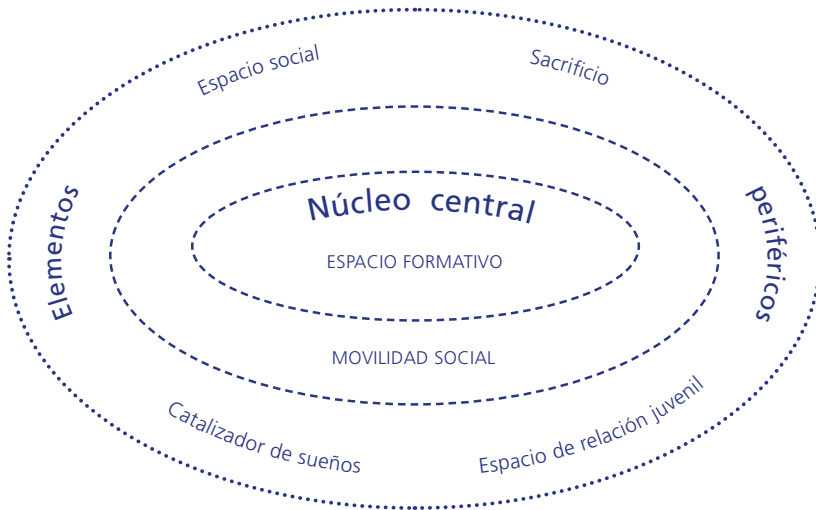 Espacio social
Sacrificio
Elementos
periféricos
Núcleo central
ESPACIO FORMATIVO
MOVILIDAD SOCIAL
Catalizador de sueños
Espacio de relación juvenil